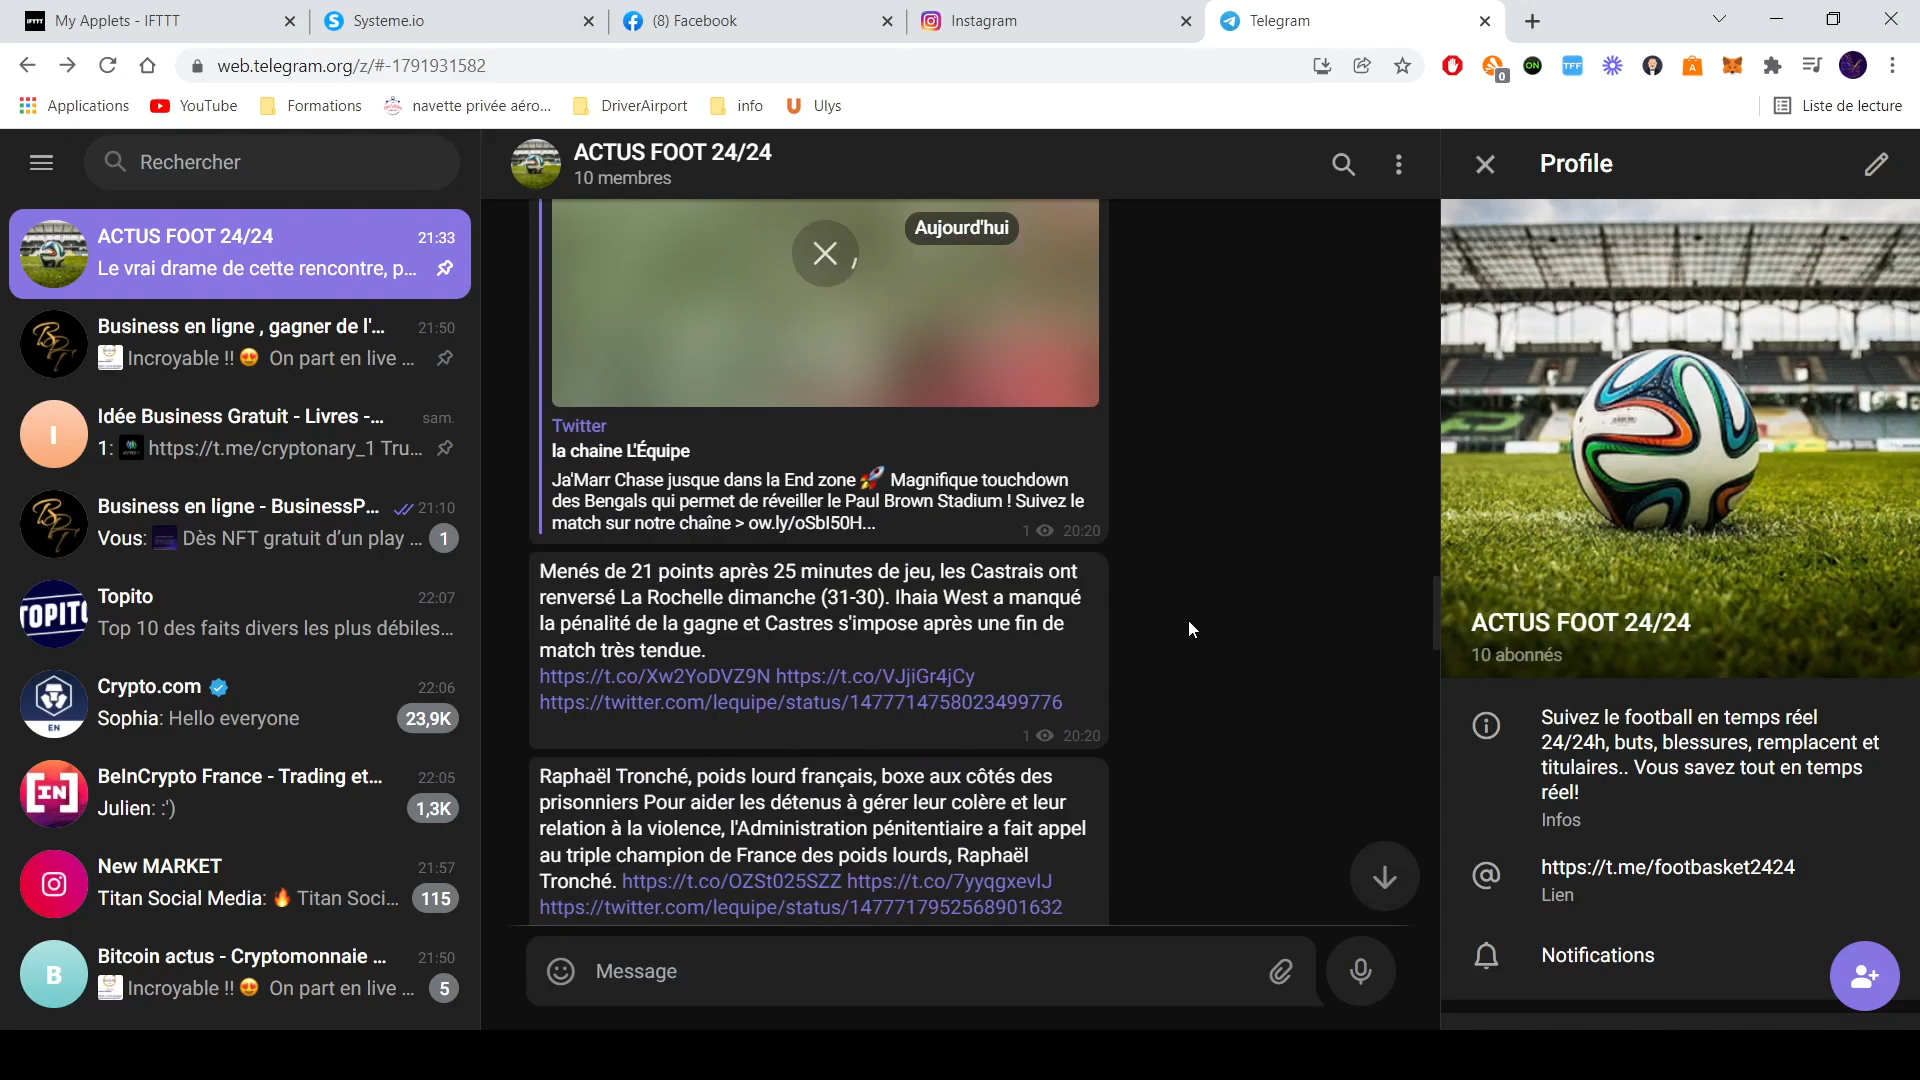 My Applets - IFTTT
Systeme.io
(8) Facebook
Instagram
Telegram
web.telegram.org/z/#-1791931582
Applications
YouTube
Formations
navette privée aéro...
DriverAirport
info
Ulys
Liste de lecture
Rechercher
ACTUS FOOT 24/24
21:33
Le vrai drame de cette rencontre, p...
Business en ligne , gagner de l'...
21:50
Incroyable !! 😍 On part en live ...
Idée Business Gratuit - Livres -...
sam.
1: https://t.me/cryptonary_1 Tru...
Business en ligne - BusinessP...
21:10
Vous: Dès NFT gratuit d'un play ...
1
TOPITO
Topito
22:07
Top 10 des faits divers les plus débiles...
EN
Crypto.com
22:06
Sophia: Hello everyone
23,9K
IN
BeInCrypto France - Trading et...
22:05
Julien: :')
1,3K
New MARKET
21:57
Titan Social Media: 🔥 Titan Soci...
115
B
Bitcoin actus - Cryptomonnaie ...
21:50
Incroyable !! 😍 On part en live ...
5
ACTUS FOOT 24/24
10 membres
Aujourd'hui
Twitter
la chaine L'Équipe
Ja'Marr Chase jusque dans la End zone 🚀 Magnifique touchdown
des Bengals qui permet de réveiller le Paul Brown Stadium ! Suivez le
match sur notre chaîne > ow.ly/oSbI50H...
1 20:20
Menés de 21 points après 25 minutes de jeu, les Castrais ont
renversé La Rochelle dimanche (31-30). Ihaia West a manqué
la pénalité de la gagne et Castres s'impose après une fin de
match très tendue.
https://t.co/Xw2YoDVZ9N https://t.co/VJjiGr4jCy
https://twitter.com/lequipe/status/1477714758023499776
1 20:20
Raphaël Tronché, poids lourd français, boxe aux côtés des
prisonniers Pour aider les détenus à gérer leur colère et leur
relation à la violence, l'Administration pénitentiaire a fait appel
au triple champion de France des poids lourds, Raphaël
Tronché. https://t.co/OZSt025SZZ https://t.co/7yyqgxevlJ
https://twitter.com/lequipe/status/1477717952568901632
Message
Profile
ACTUS FOOT 24/24
10 abonnés
Suivez le football en temps réel
24/24h, buts, blessures, remplacent et
titulaires.. Vous savez tout en temps
réel!
Infos
https://t.me/footbasket2424
Lien
Notifications